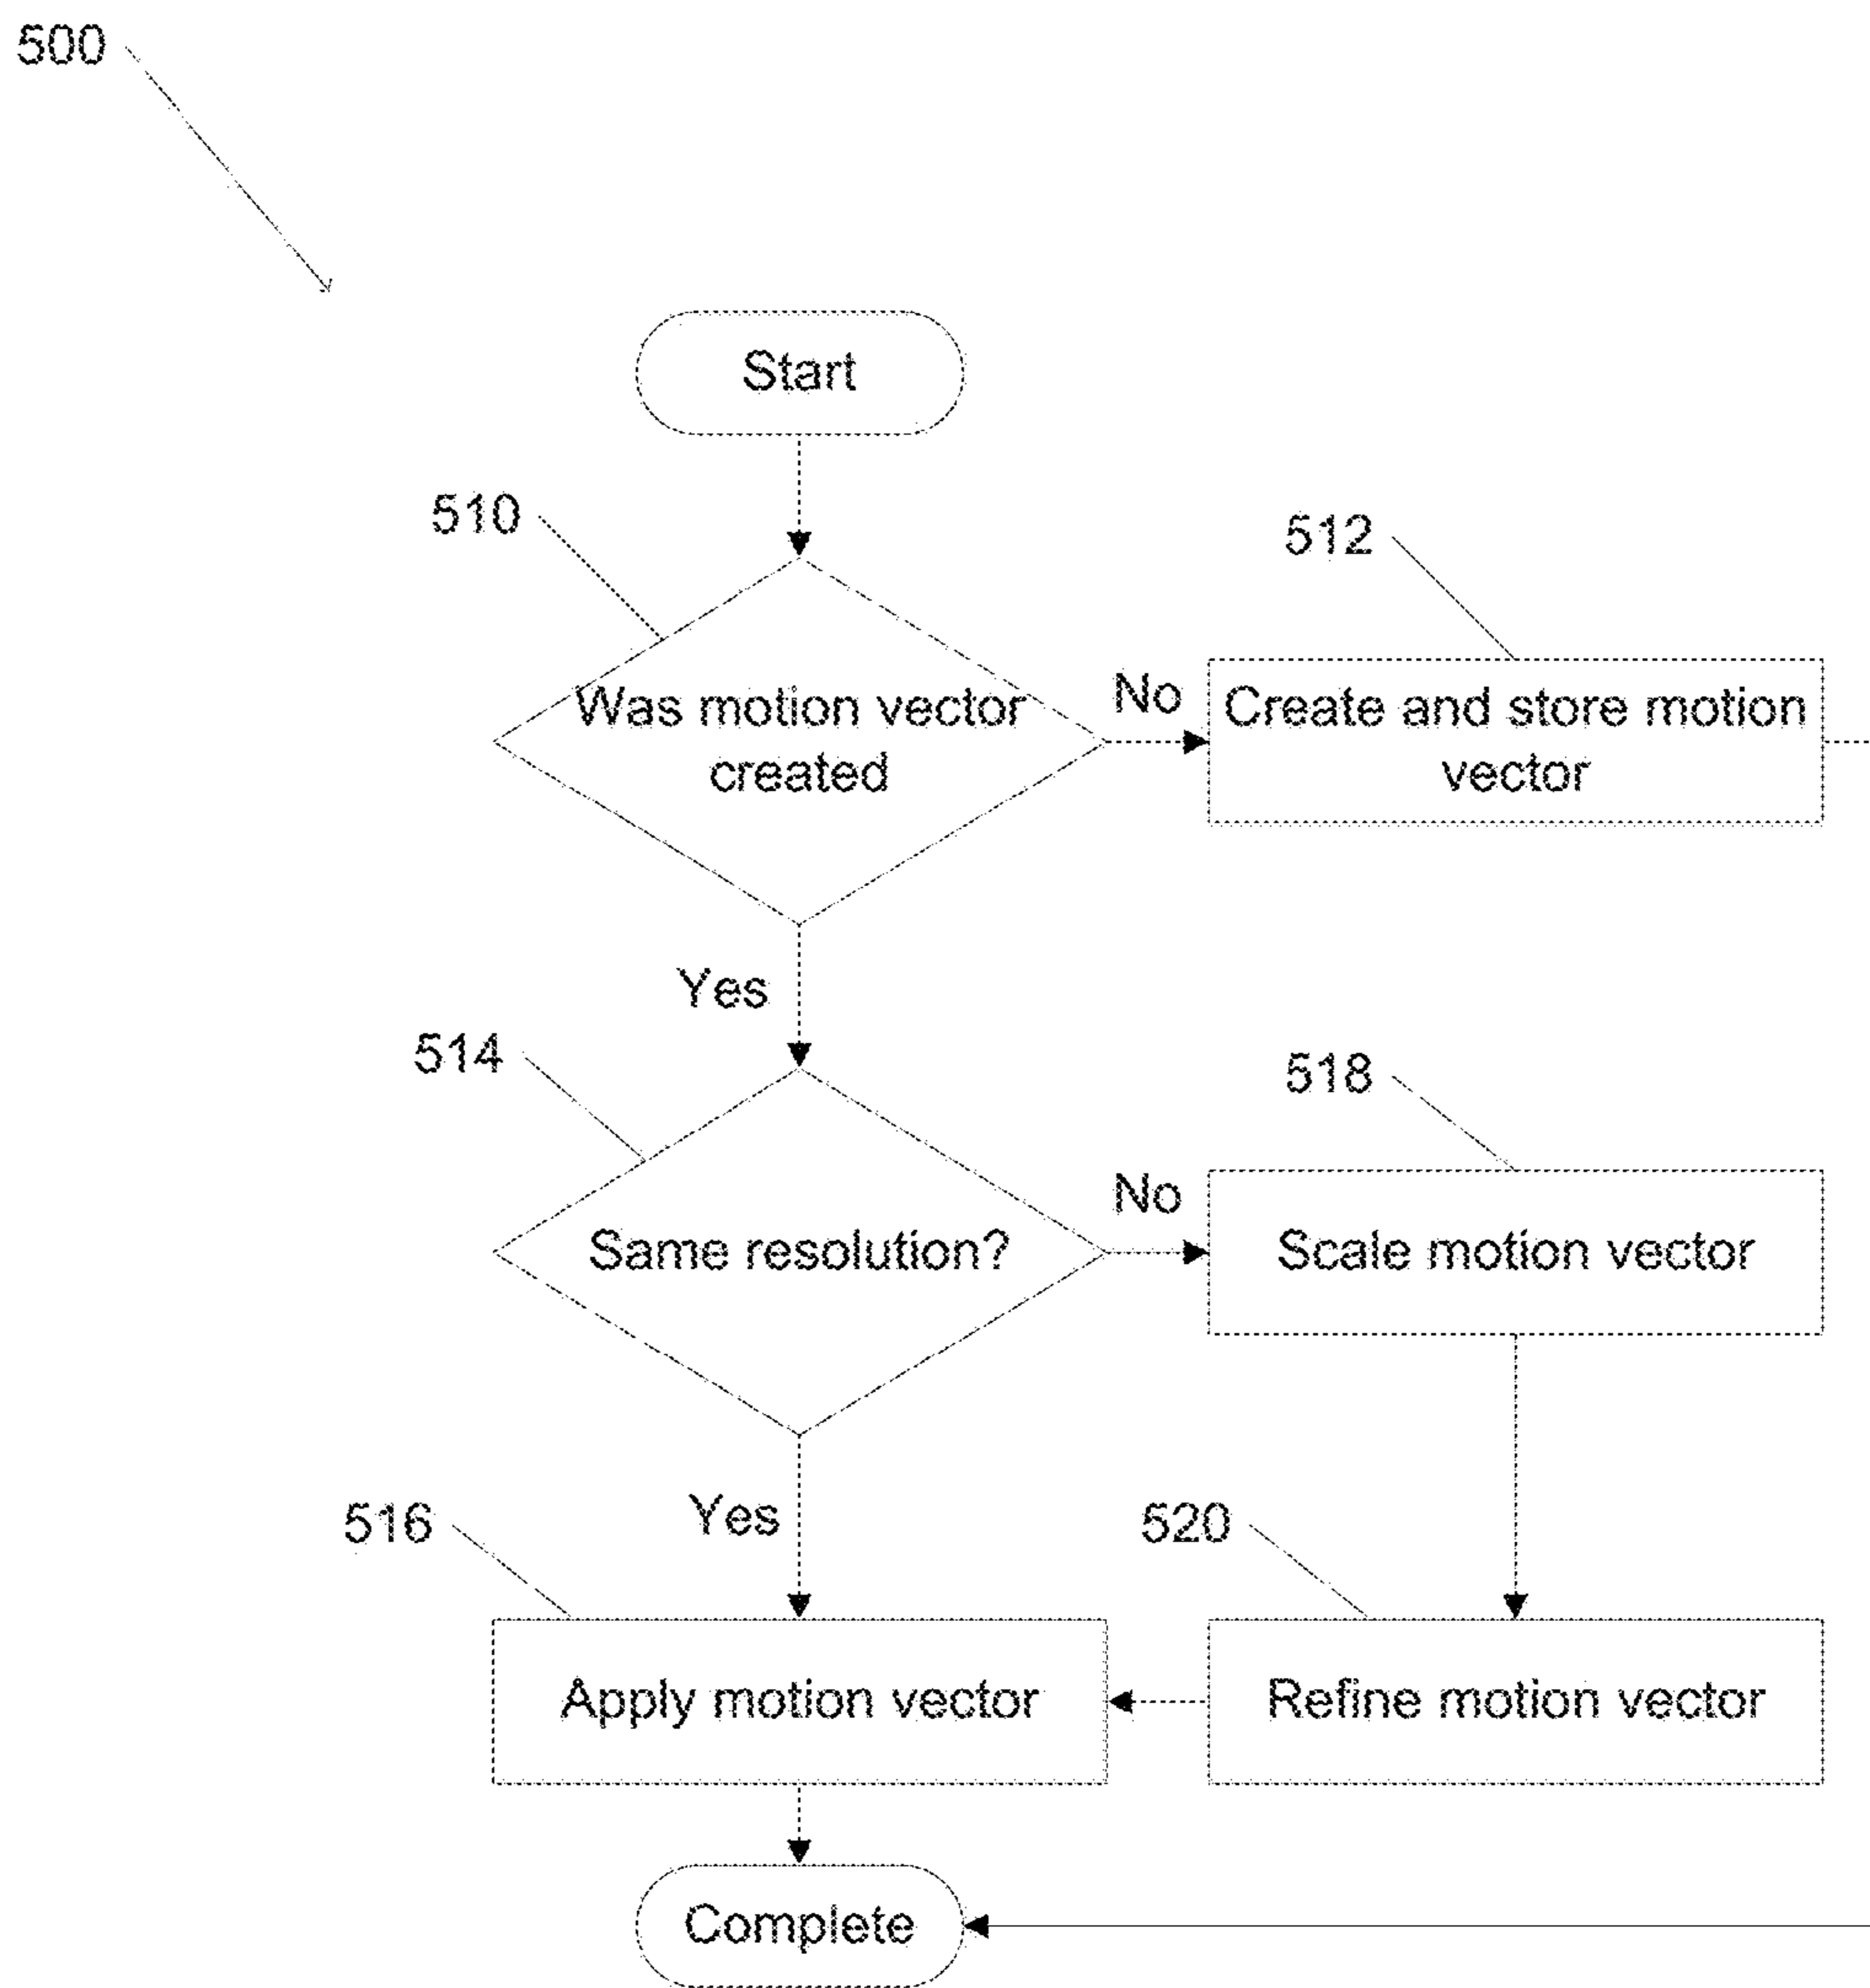 500
Start
510
512
Was motion vector
created
No
Create and store motion
vector
Yes
514
518
Same resolution?
No
Scale motion vector
Yes
516
520
Apply motion vector
Refine motion vector
Complete